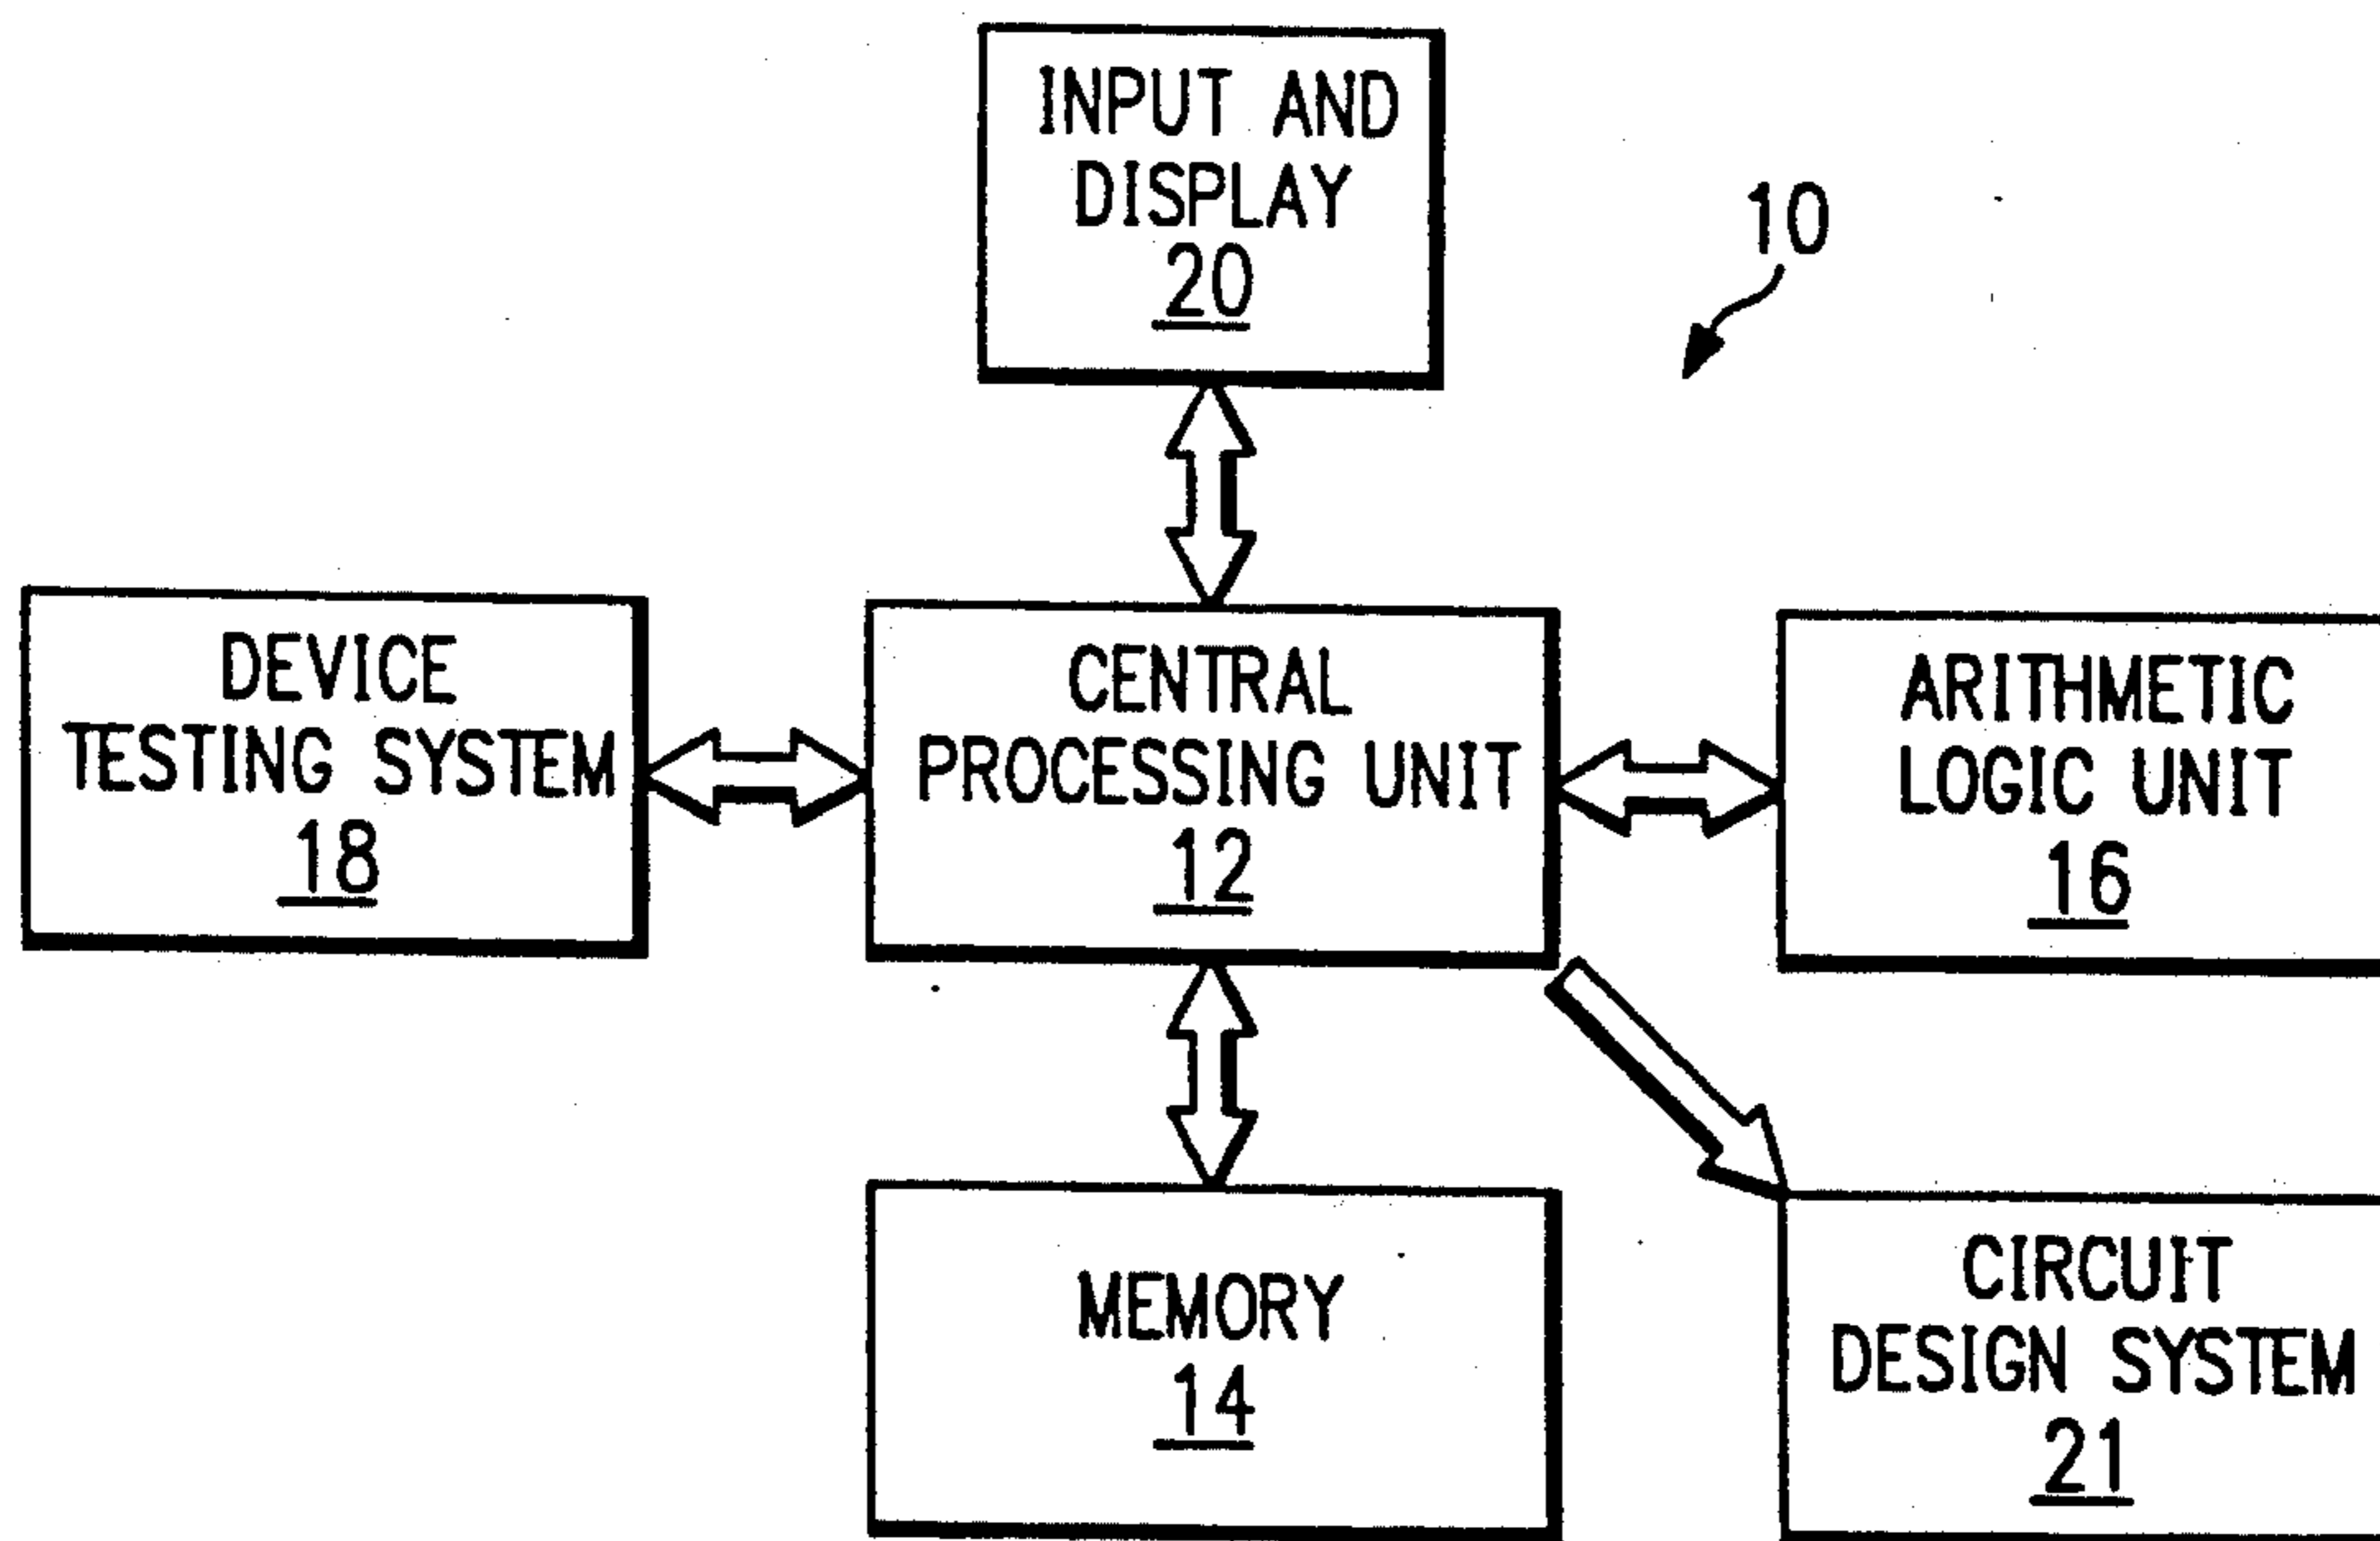 INPUT AND
DISPLAY
20
10
DEVICE
TESTING SYSTEM
18
CENTRAL
PROCESSING UNIT
12
ARITHMETIC
LOGIC UNIT
16
MEMORY
14
CIRCUIT
DESIGN SYSTEM
21